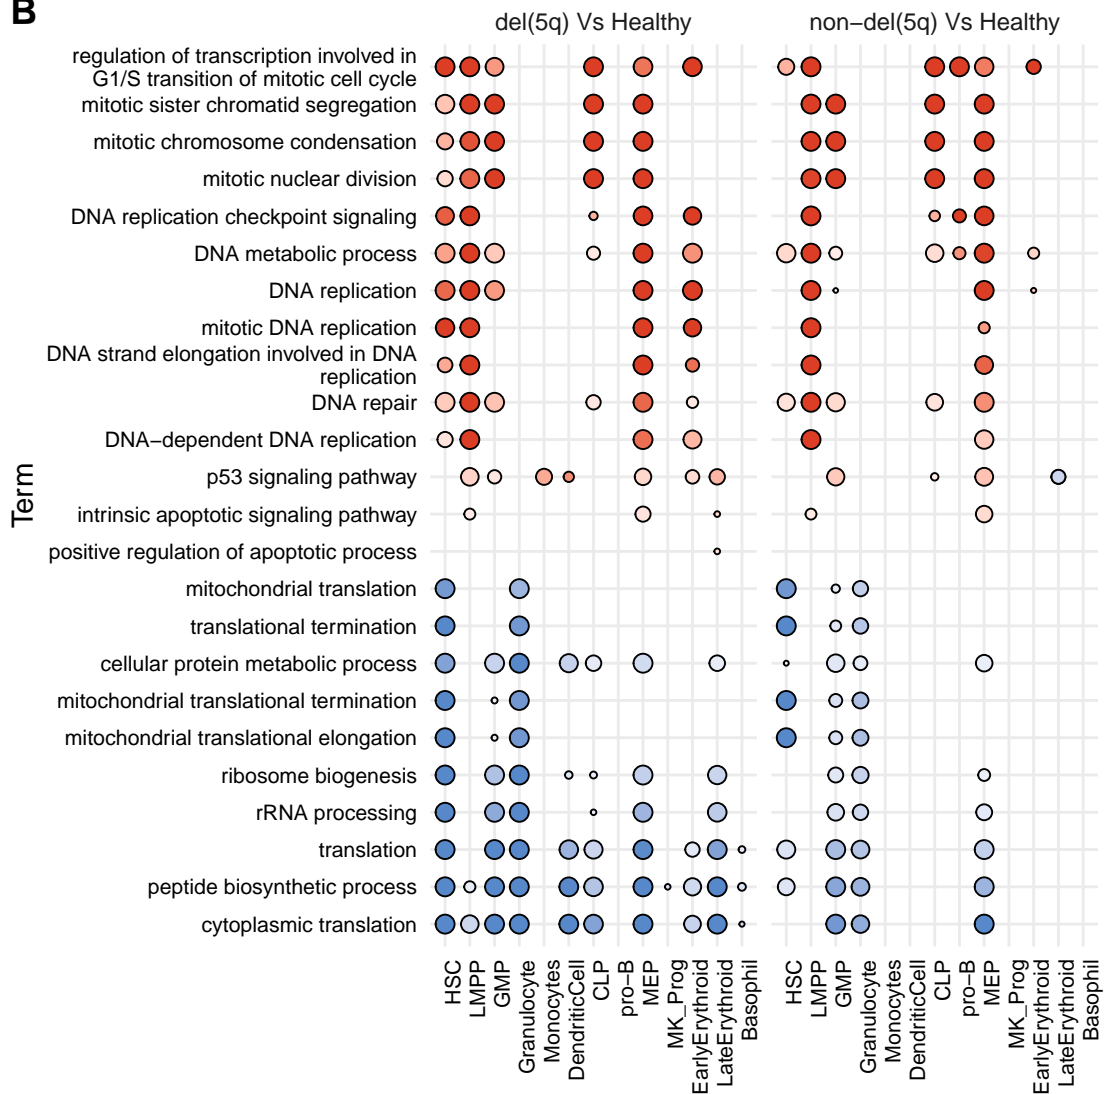 B
del(5q) Vs Healthy
non−del(5q) Vs Healthy
Term
regulation of transcription involved in
G1/S transition of mitotic cell cycle
mitotic sister chromatid segregation
mitotic chromosome condensation
mitotic nuclear division
DNA replication checkpoint signaling
DNA metabolic process
DNA replication
mitotic DNA replication
DNA strand elongation involved in DNA
replication
DNA repair
DNA−dependent DNA replication
p53 signaling pathway
intrinsic apoptotic signaling pathway
positive regulation of apoptotic process
mitochondrial translation
translational termination
cellular protein metabolic process
mitochondrial translational termination
mitochondrial translational elongation
ribosome biogenesis
rRNA processing
translation
peptide biosynthetic process
cytoplasmic translation
HSC
LMPP
GMP
Granulocyte
Monocytes
DendriticCell
CLP
pro−B
MEP
MK_Prog
EarlyErythroid
LateErythroid
Basophil
HSC
LMPP
GMP
Granulocyte
Monocytes
DendriticCell
CLP
pro−B
MEP
MK_Prog
EarlyErythroid
LateErythroid
Basophil